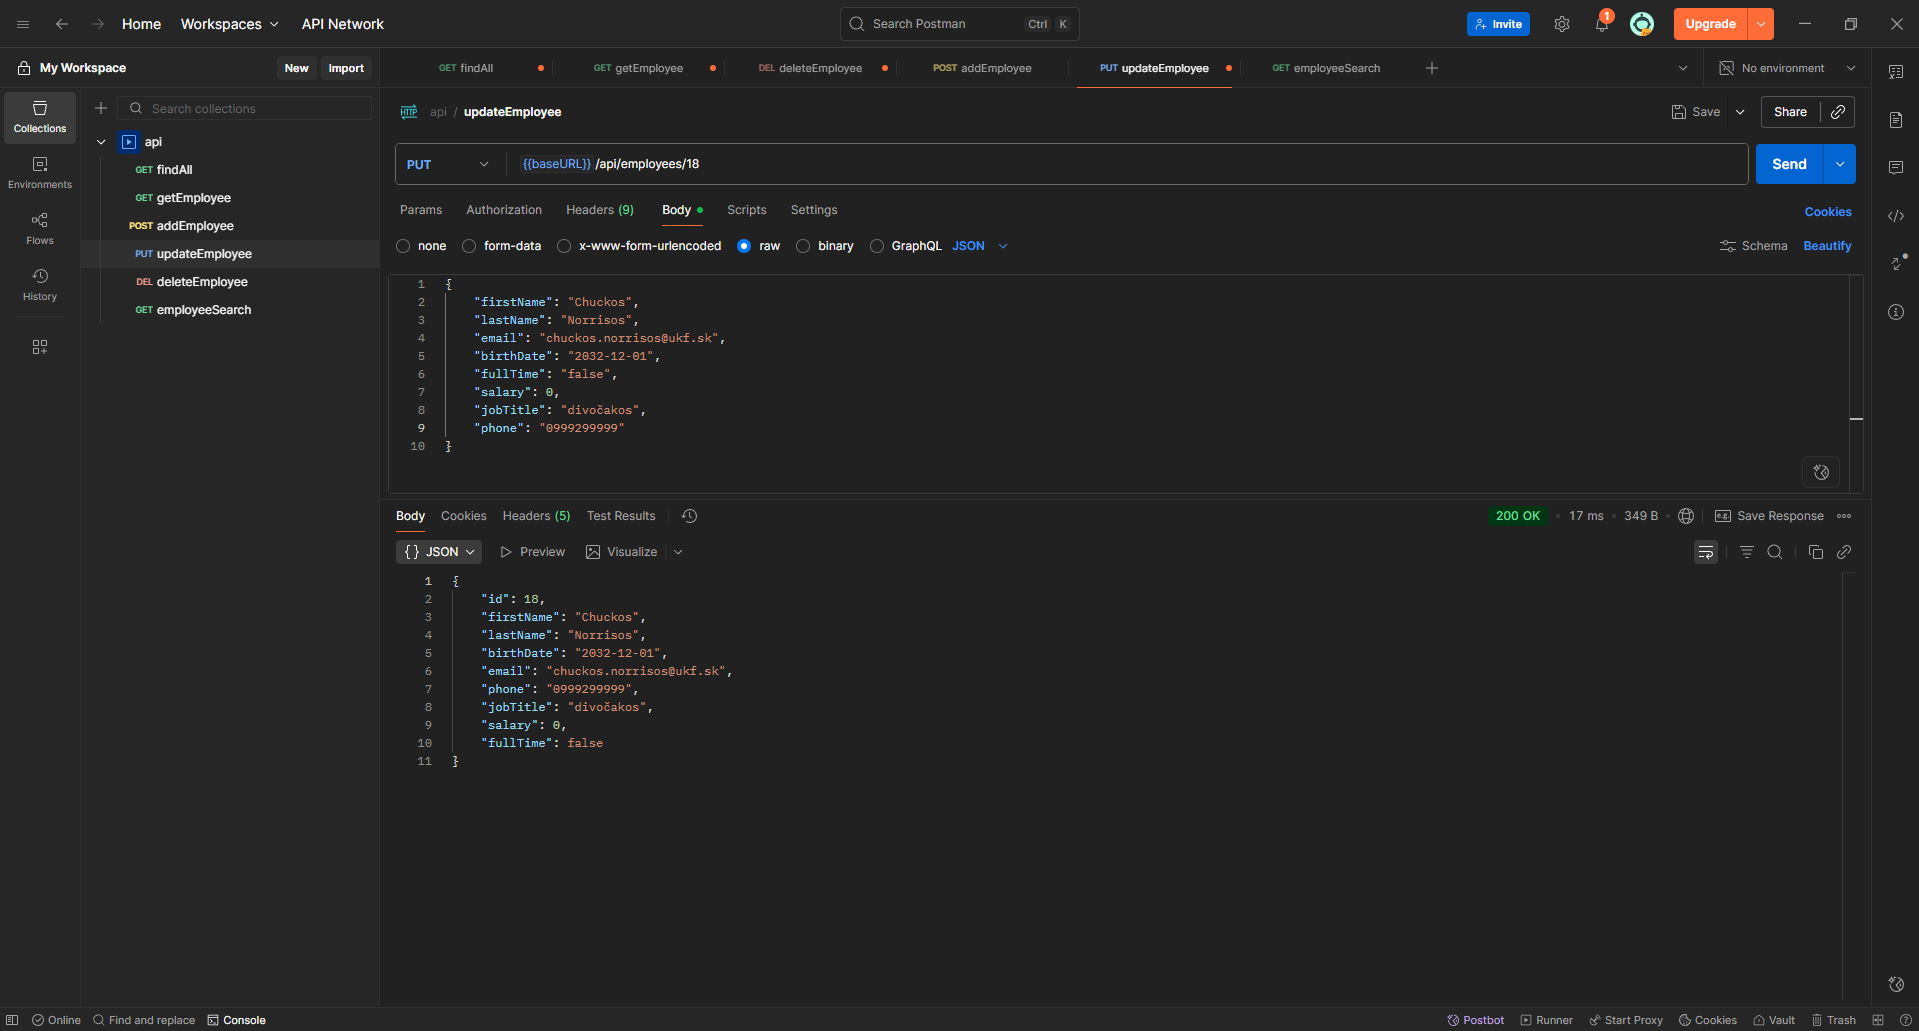 Home Workspaces API Network Search Postman Ctrl K Invite 1 Upgrade
My Workspace New Import GET findAll GET getEmployee DEL deleteEmployee POST addEmployee PUT updateEmployee GET employeeSearch No environment
Collections
Environments
Flows
History
Search collections
api
GET findAll
GET getEmployee
POST addEmployee
PUT updateEmployee
DEL deleteEmployee
GET employeeSearch
HTTP api / updateEmployee Save Share
PUT {{baseURL}} /api/employees/18 Send
Params Authorization Headers (9) Body Scripts Settings Cookies
none form-data x-www-form-urlencoded raw binary GraphQL JSON Schema Beautify
1 {
2 "firstName": "Chuckos",
3 "lastName": "Norrisos",
4 "email": "chuckos.norrisos@ukf.sk",
5 "birthDate": "2032-12-01",
6 "fullTime": "false",
7 "salary": 0,
8 "jobTitle": "divočakos",
9 "phone": "0999299999"
10 }
Body Cookies Headers (5) Test Results 200 OK • 17 ms • 349 B • e.g. Save Response
{} JSON Preview Visualize
1 {
2 "id": 18,
3 "firstName": "Chuckos",
4 "lastName": "Norrisos",
5 "birthDate": "2032-12-01",
6 "email": "chuckos.norrisos@ukf.sk",
7 "phone": "0999299999",
8 "jobTitle": "divočakos",
9 "salary": 0,
10 "fullTime": false
11 }
Online Find and replace Console Postbot Runner Start Proxy Cookies Vault Trash